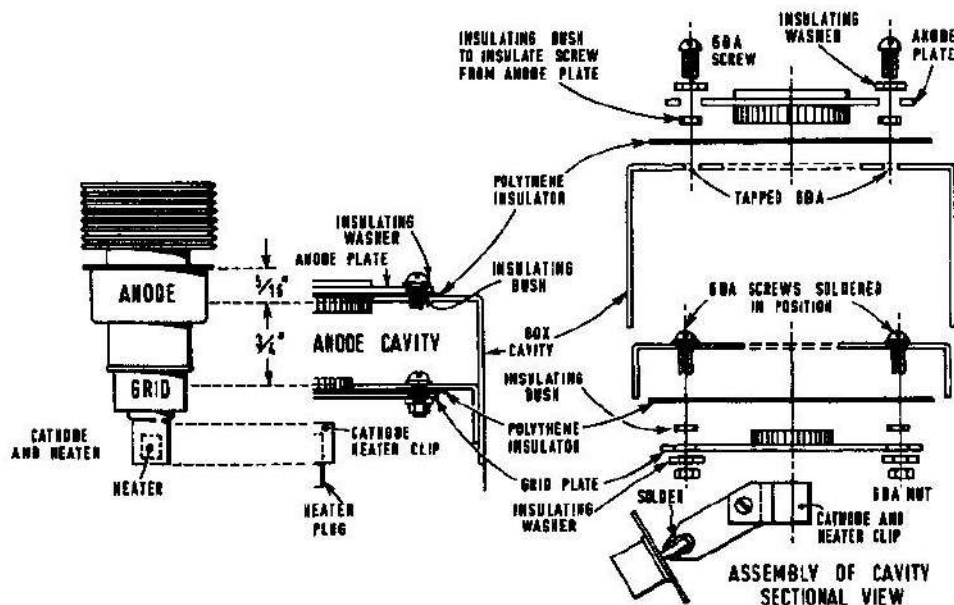 INSULATING BUSH
TO INSULATE SCREW
FROM ANODE PLATE
6BA
SCREW
INSULATING
WASHER
ANODE
PLATE
POLYTHENE
INSULATOR
TAPPED 6BA
INSULATING
WASHER
ANODE PLATE
INSULATING
BUSH
5/16"
ANODE
3/4"
ANODE CAVITY
BOX
CAVITY
6BA SCREWS SOLDERED
IN POSITION
GRID
INSULATING
BUSH
CATHODE
AND HEATER
HEATER
CATHODE
HEATER CLIP
HEATER
PLUG
POLYTHENE
INSULATOR
GRID PLATE
INSULATING
WASHER
SOLDER
6BA NUT
CATHODE AND
HEATER CLIP
ASSEMBLY OF CAVITY
SECTIONAL VIEW